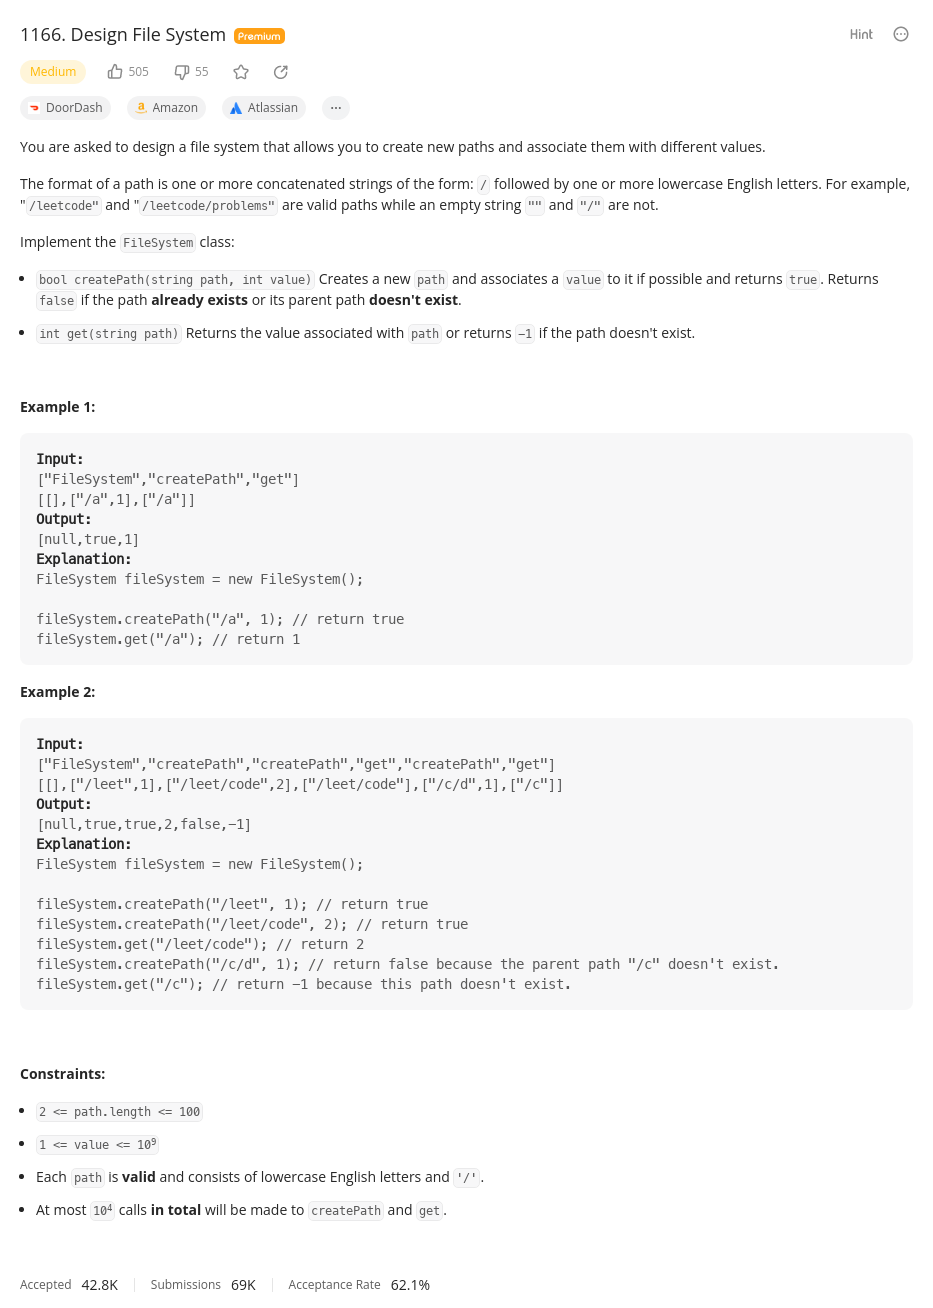 1166. Design File System Premium Hint
Medium 505 55
DoorDash Amazon Atlassian ...
You are asked to design a file system that allows you to create new paths and associate them with different values.
The format of a path is one or more concatenated strings of the form: / followed by one or more lowercase English letters. For example,
"/leetcode" and "/leetcode/problems" are valid paths while an empty string "" and "/" are not.
Implement the FileSystem class:
• bool createPath(string path, int value) Creates a new path and associates a value to it if possible and returns true. Returns
false if the path already exists or its parent path doesn't exist.
• int get(string path) Returns the value associated with path or returns −1 if the path doesn't exist.
Example 1:
Input:
["FileSystem","createPath","get"]
[[],["/a",1],["/a"]]
Output:
[null,true,1]
Explanation:
FileSystem fileSystem = new FileSystem();
fileSystem.createPath("/a", 1); // return true
fileSystem.get("/a"); // return 1
Example 2:
Input:
["FileSystem","createPath","createPath","get","createPath","get"]
[[],["/leet",1],["/leet/code",2],["/leet/code"],["/c/d",1],["/c"]]
Output:
[null,true,true,2,false,−1]
Explanation:
FileSystem fileSystem = new FileSystem();
fileSystem.createPath("/leet", 1); // return true
fileSystem.createPath("/leet/code", 2); // return true
fileSystem.get("/leet/code"); // return 2
fileSystem.createPath("/c/d", 1); // return false because the parent path "/c" doesn't exist.
fileSystem.get("/c"); // return −1 because this path doesn't exist.
Constraints:
• 2 <= path.length <= 100
• 1 <= value <= 10⁹
• Each path is valid and consists of lowercase English letters and '/'.
• At most 10⁴ calls in total will be made to createPath and get.
Accepted 42.8K Submissions 69K Acceptance Rate 62.1%